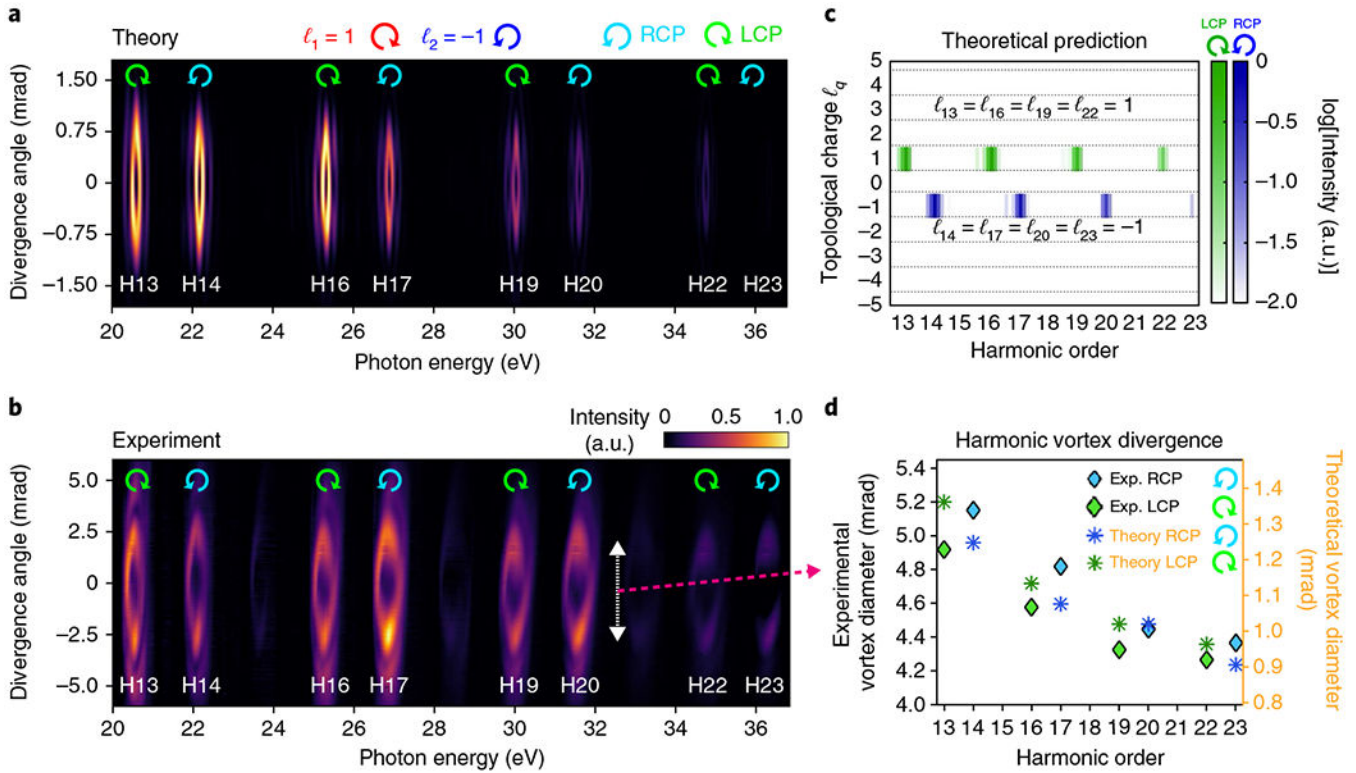 a
Theory
ℓ1 = 1
ℓ2 = −1
RCP
LCP
Divergence angle (mrad)
1.50
0.75
0
−0.75
−1.50
H13 H14 H16 H17 H19 H20 H22 H23
20 22 24 26 28 30 32 34 36
Photon energy (eV)
b
Experiment
Intensity
(a.u.)
0 0.5 1.0
Divergence angle (mrad)
5.0
2.5
0
−2.5
−5.0
H13 H14 H16 H17 H19 H20 H22 H23
20 22 24 26 28 30 32 34 36
Photon energy (eV)
c
Theoretical prediction
LCP RCP
Topological charge ℓq
5
4
3
2
1
0
−1
−2
−3
−4
−5
ℓ13 = ℓ16 = ℓ19 = ℓ22 = 1
ℓ14 = ℓ17 = ℓ20 = ℓ23 = −1
13 14 15 16 17 18 19 20 21 22 23
Harmonic order
0
−0.5
−1.0
−1.5
−2.0
log[Intensity (a.u.)]
d
Harmonic vortex divergence
Experimental
vortex diameter (mrad)
5.4
5.2
5.0
4.8
4.6
4.4
4.2
4.0
Exp. RCP
Exp. LCP
Theory RCP
Theory LCP
1.4
1.3
1.2
1.1
1.0
0.9
0.8
Theoretical vortex diameter
(mrad)
13 14 15 16 17 18 19 20 21 22 23
Harmonic order